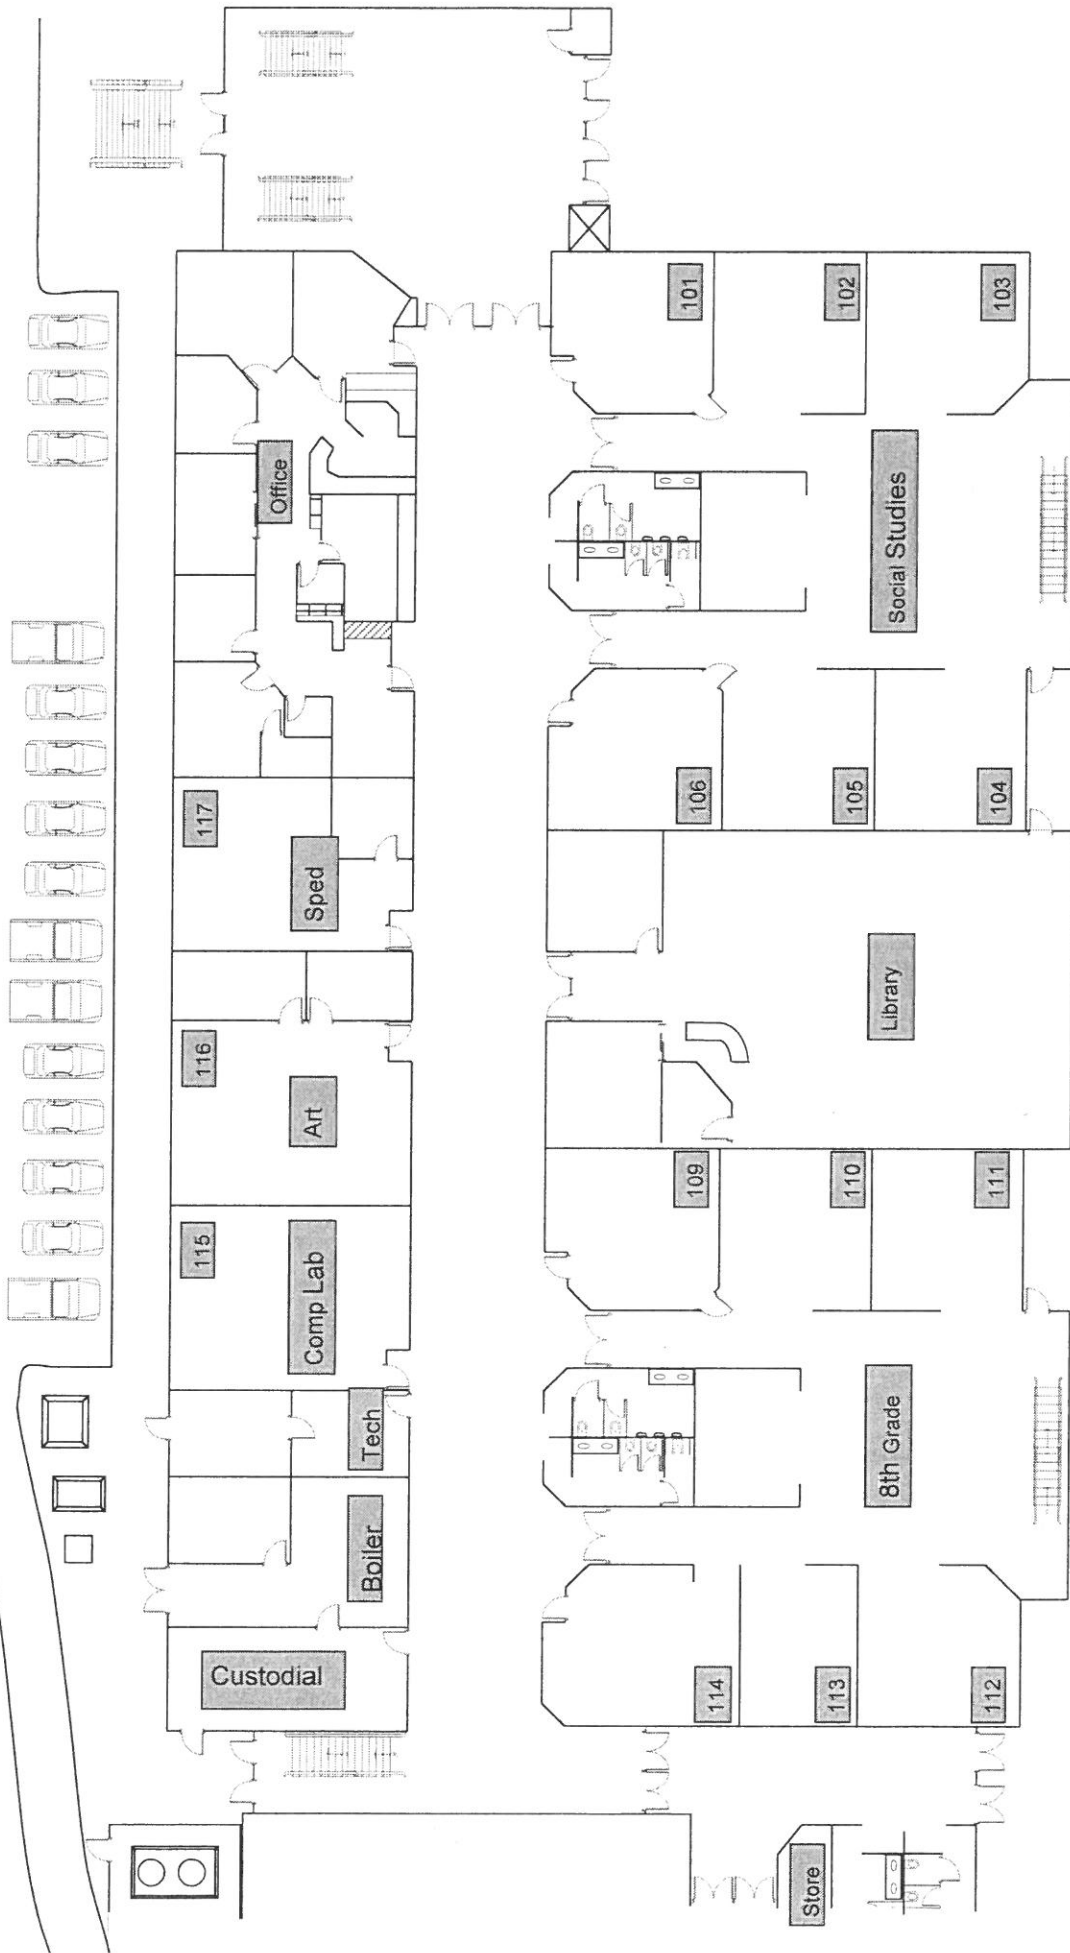 Office
117
Sped
116
Art
115
Comp Lab
Tech
Boiler
Custodial
101
102
103
Social Studies
106
105
104
Library
109
110
111
8th Grade
114
113
112
Store